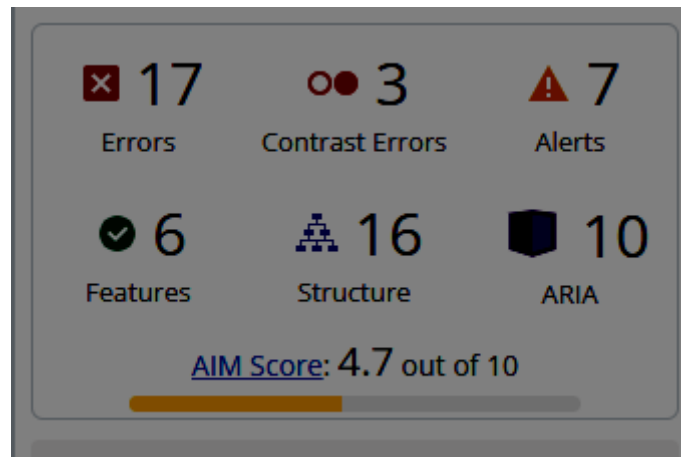 17
3
7
Errors
Contrast Errors
Alerts
6
16
10
Features
Structure
ARIA
AIM Score: 4.7 out of 10